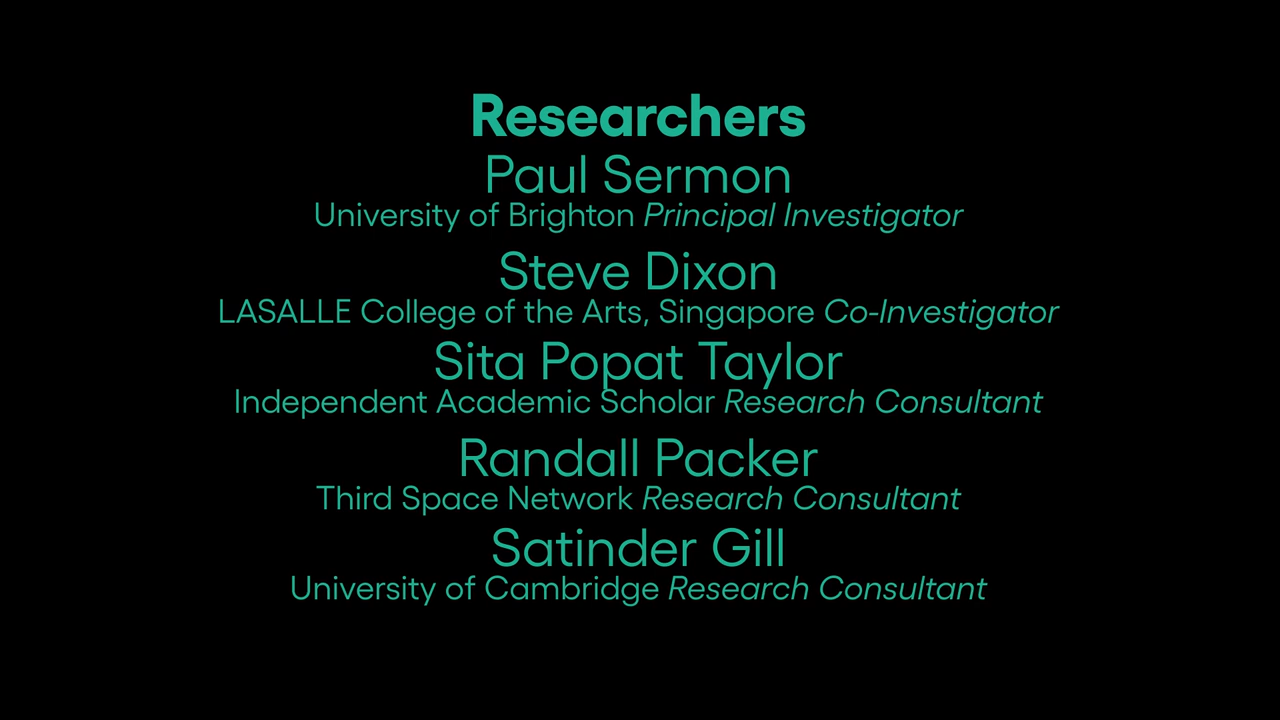 Researchers
Paul Sermon
University of Brighton Principal Investigator
Steve Dixon
LASALLE College of the Arts, Singapore Co-Investigator
Sita Popat Taylor
Independent Academic Scholar Research Consultant
Randall Packer
Third Space Network Research Consultant
Satinder Gill
University of Cambridge Research Consultant